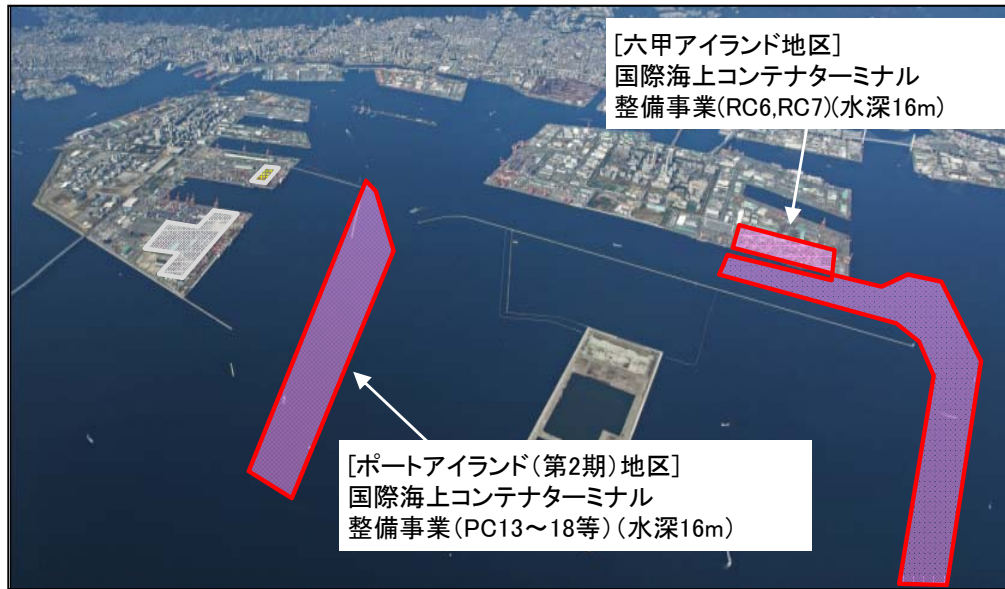 [六甲アイランド地区]
国際海上コンテナターミナル
整備事業(RC6,RC7)(水深16m)
[ポートアイランド(第2期)地区]
国際海上コンテナターミナル
整備事業(PC13~18等)(水深16m)